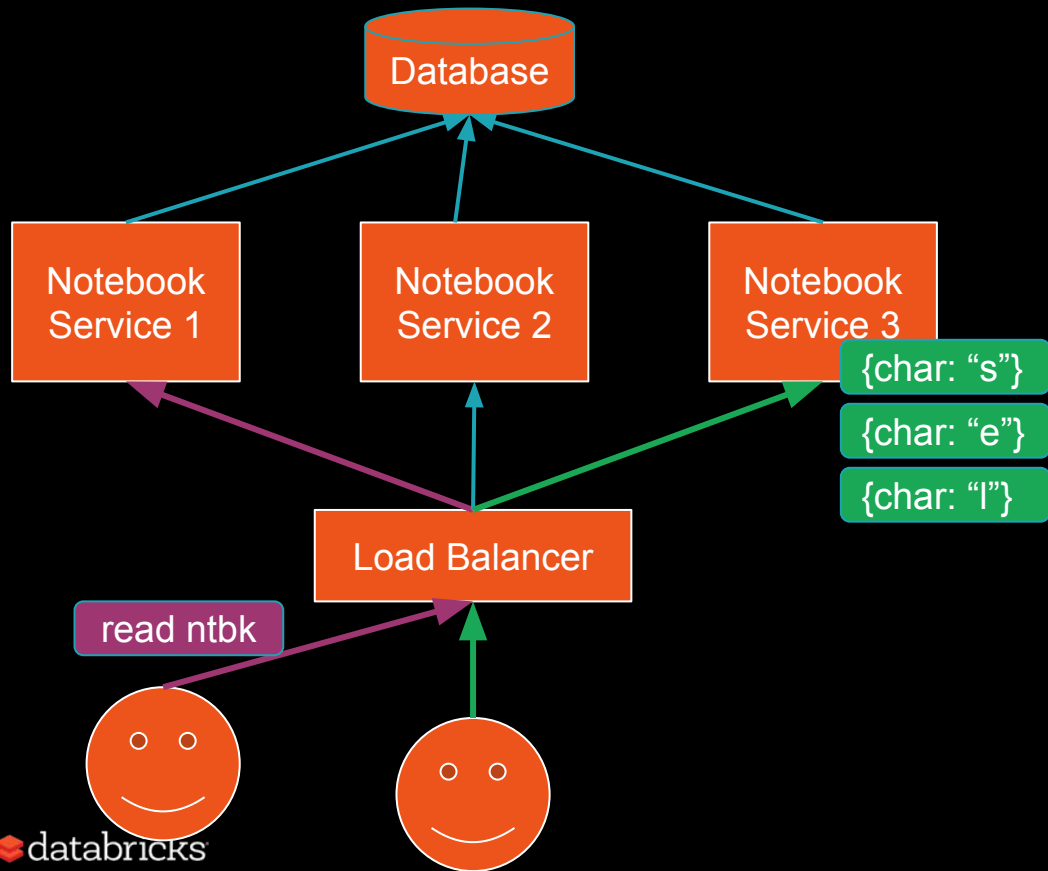 Database
Notebook
Service 1
Notebook
Service 2
Notebook
Service 3
{char: “s”}
{char: “e”}
{char: “l”}
Load Balancer
read ntbk
databricks